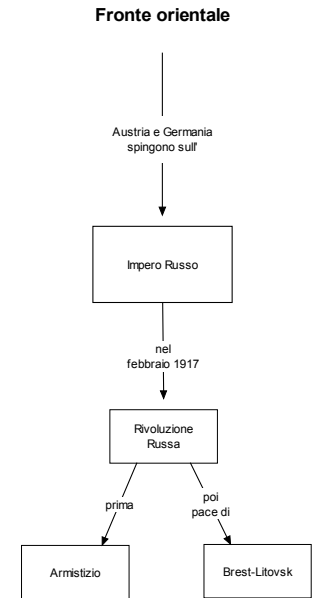 Fronte orientale
Austria e Germania
spingono sull'
Impero Russo
nel
febbraio 1917
Rivoluzione
Russa
prima
poi
pace di
Armistizio
Brest-Litovsk